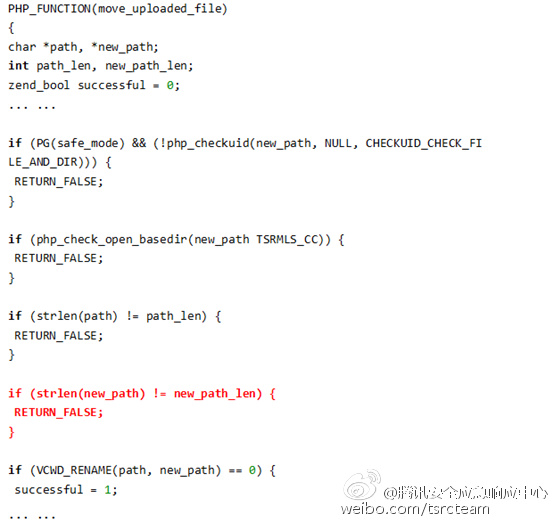 PHP_FUNCTION(move_uploaded_file)
{
char *path, *new_path;
int path_len, new_path_len;
zend_bool successful = 0;
... ...
if (PG(safe_mode) && (!php_checkuid(new_path, NULL, CHECKUID_CHECK_FI
LE_AND_DIR))) {
RETURN_FALSE;
}
if (php_check_open_basedir(new_path TSRMLS_CC)) {
RETURN_FALSE;
}
if (strlen(path) != path_len) {
RETURN_FALSE;
}
if (strlen(new_path) != new_path_len) {
RETURN_FALSE;
}
if (VCWD_RENAME(path, new_path) == 0) {
successful = 1;
... ...
@腾讯安全应急响应中心
weibo.com/tsrcteam